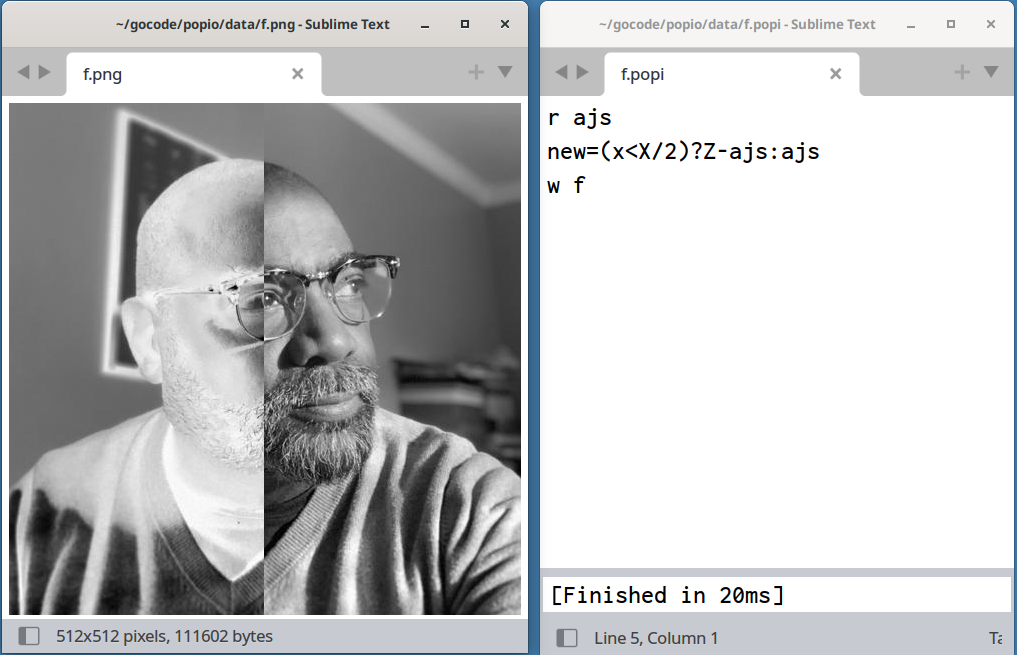 ~/gocode/popio/data/f.png - Sublime Text
f.png
512x512 pixels, 111602 bytes
~/gocode/popio/data/f.popi - Sublime Text
f.popi
r ajs
new=(x<X/2)?Z-ajs:ajs
w f
[Finished in 20ms]
Line 5, Column 1